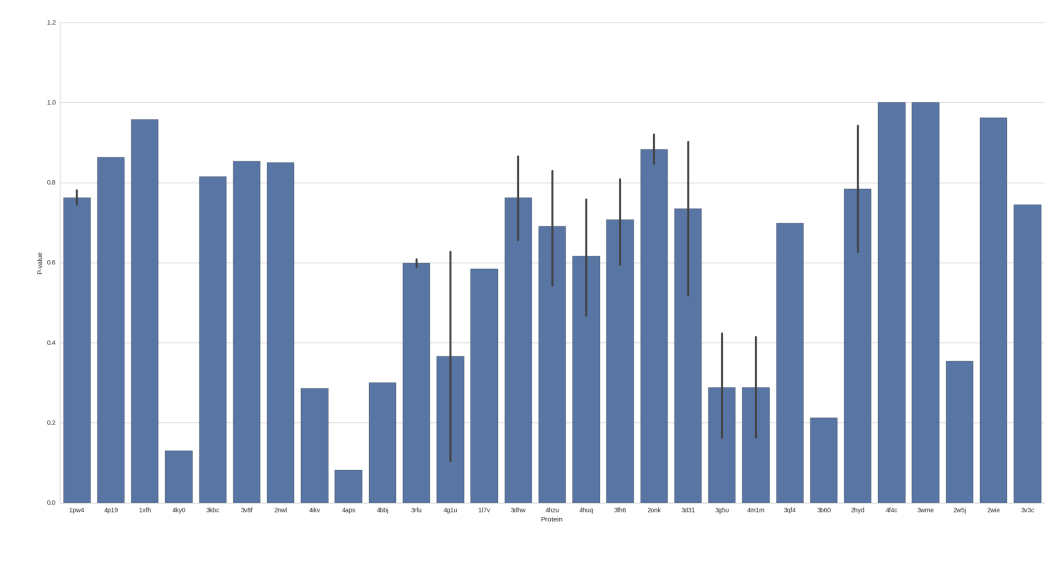 1.2
1.0
0.8
0.6
0.4
0.2
0.0
P-value
1pw4 4p19 1xfh 4ky0 3kbc 3v8f 2nwl 4ikv 4aps 4bbj 3rfu 4g1u 1l7v 3dhw 4hzu 4huq 3fh6 2onk 3d31 3g5u 4m1m 3qf4 3b60 2hyd 4f4c 3wme 2w5j 2wie 3v3c
Protein